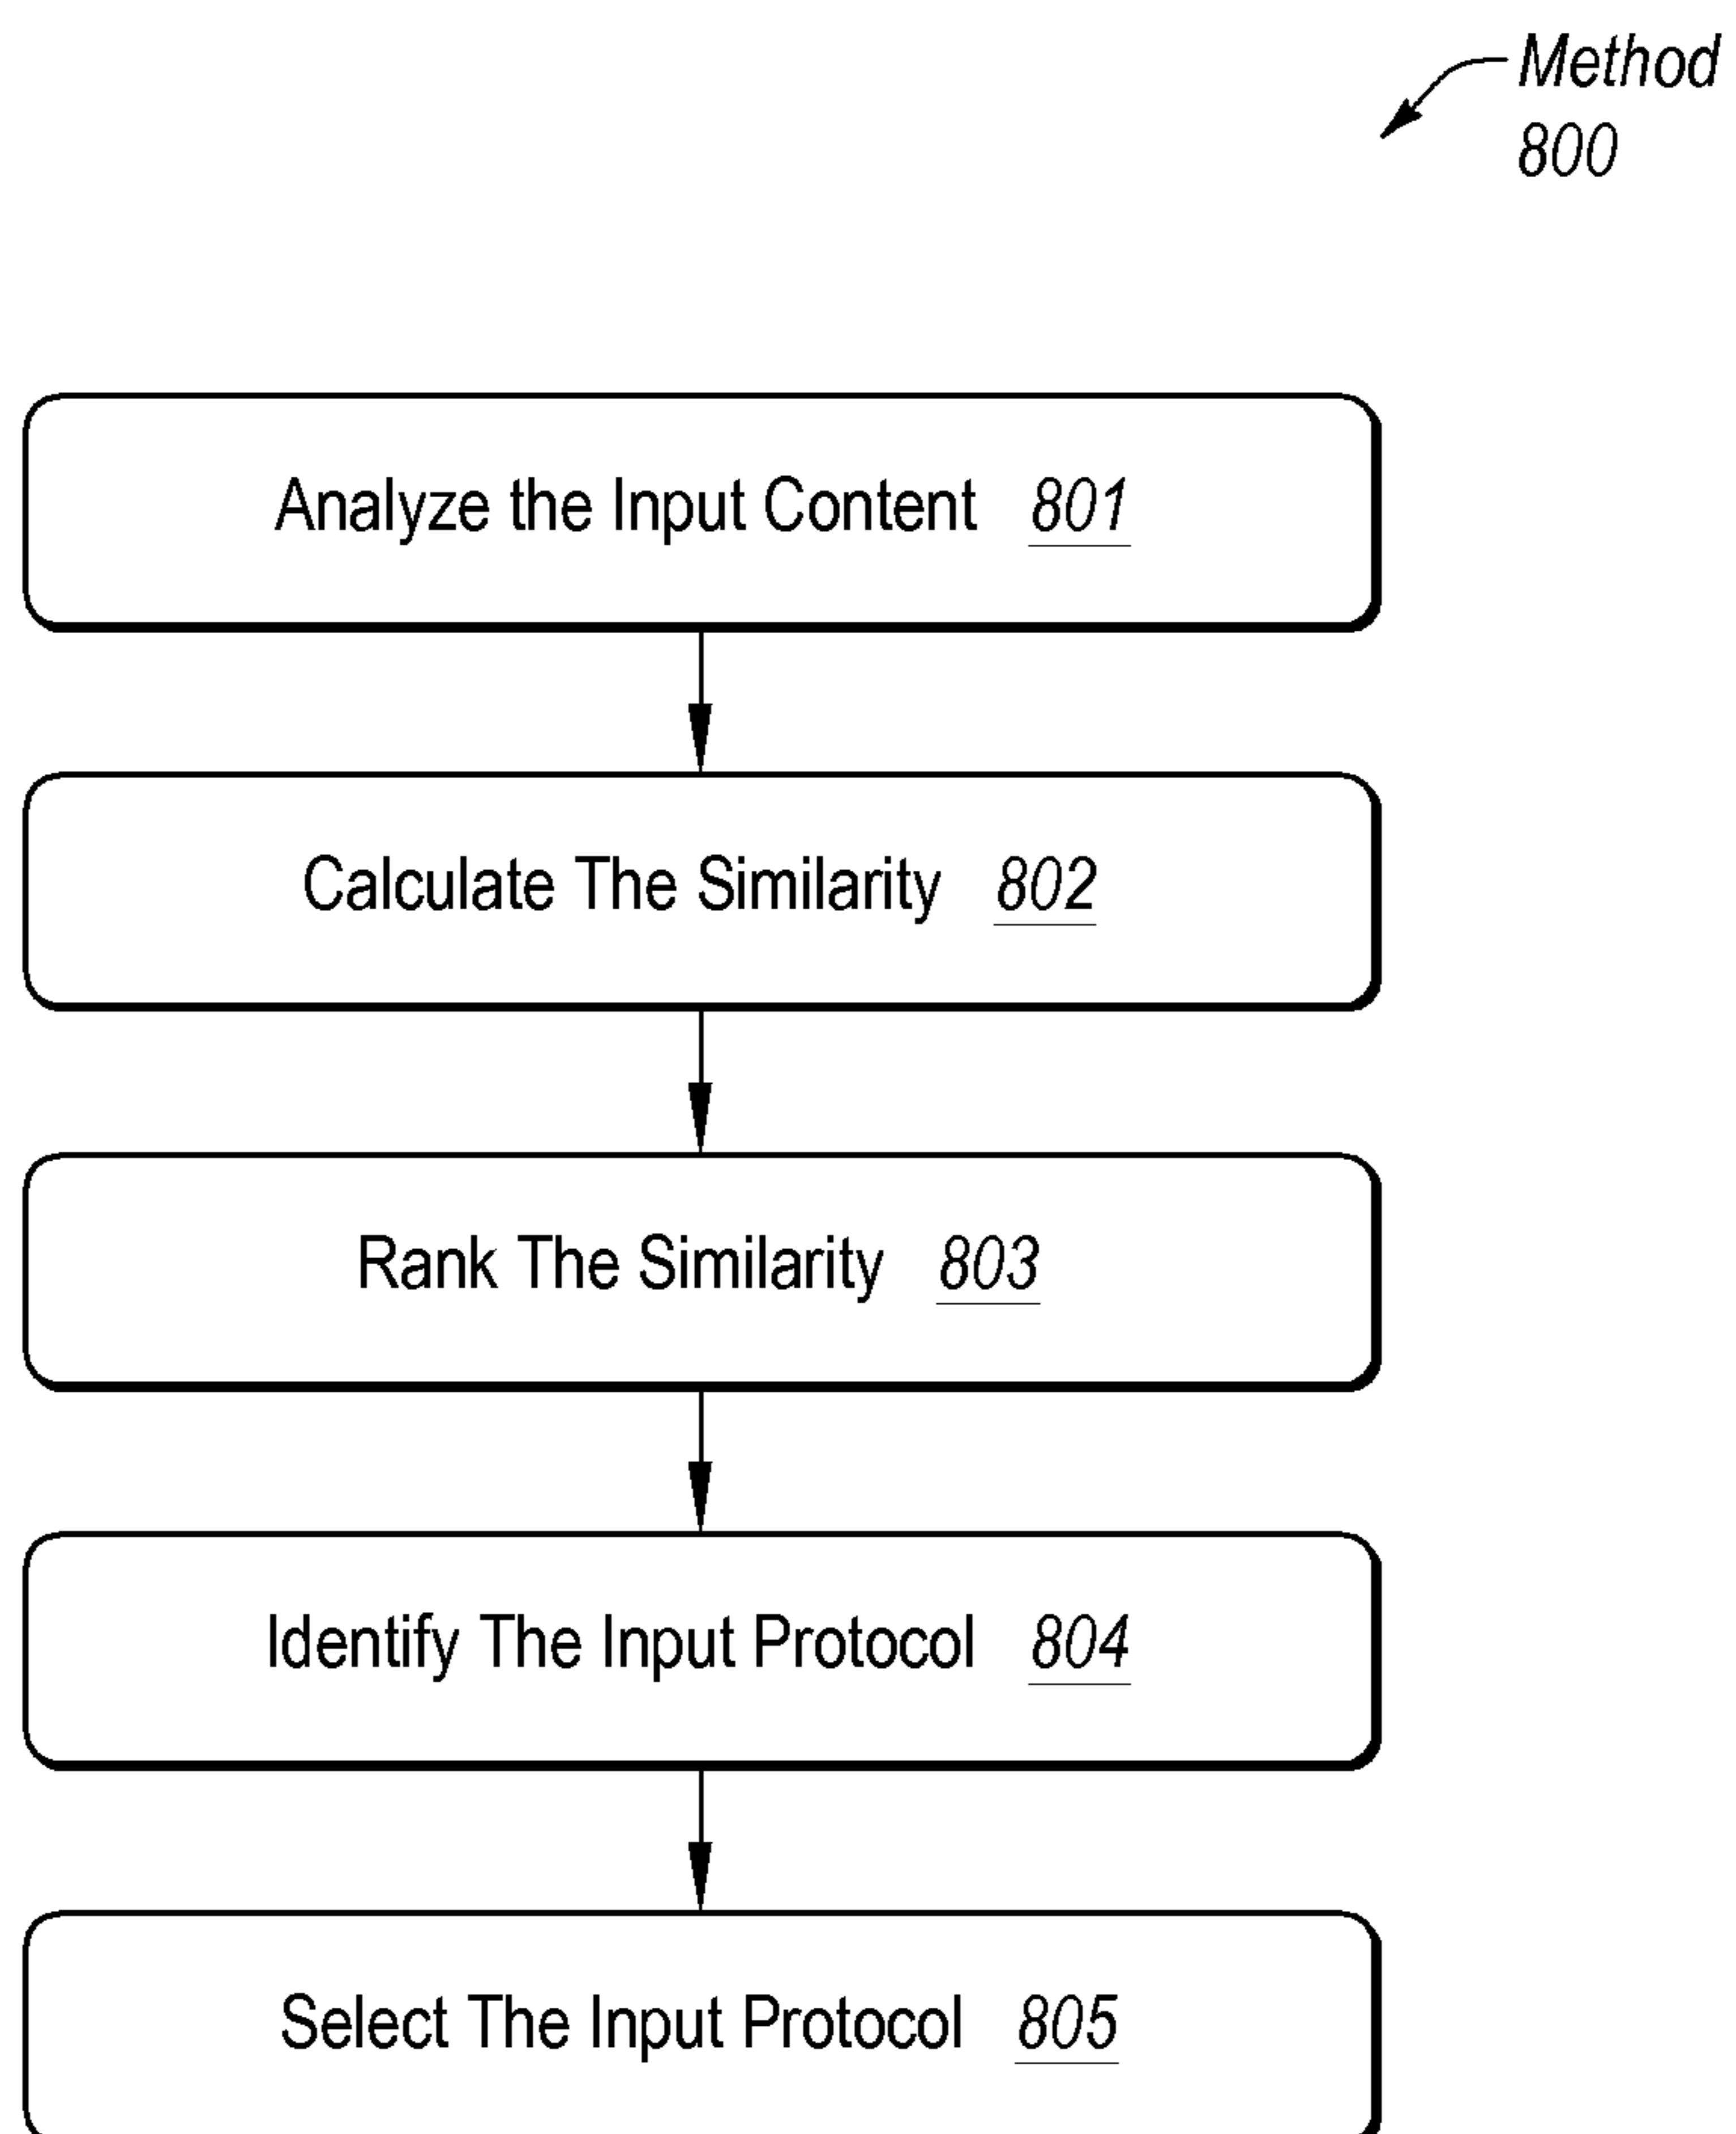 Method
800
Analyze the Input Content 801
Calculate The Similarity 802
Rank The Similarity 803
Identify The Input Protocol 804
Select The Input Protocol 805